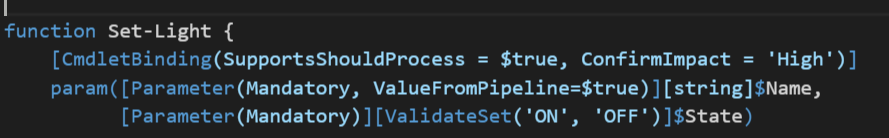 function Set-Light {
    [CmdletBinding(SupportsShouldProcess = $true, ConfirmImpact = 'High')]
    param([Parameter(Mandatory, ValueFromPipeline=$true)][string]$Name,
          [Parameter(Mandatory)][ValidateSet('ON', 'OFF')]$State)